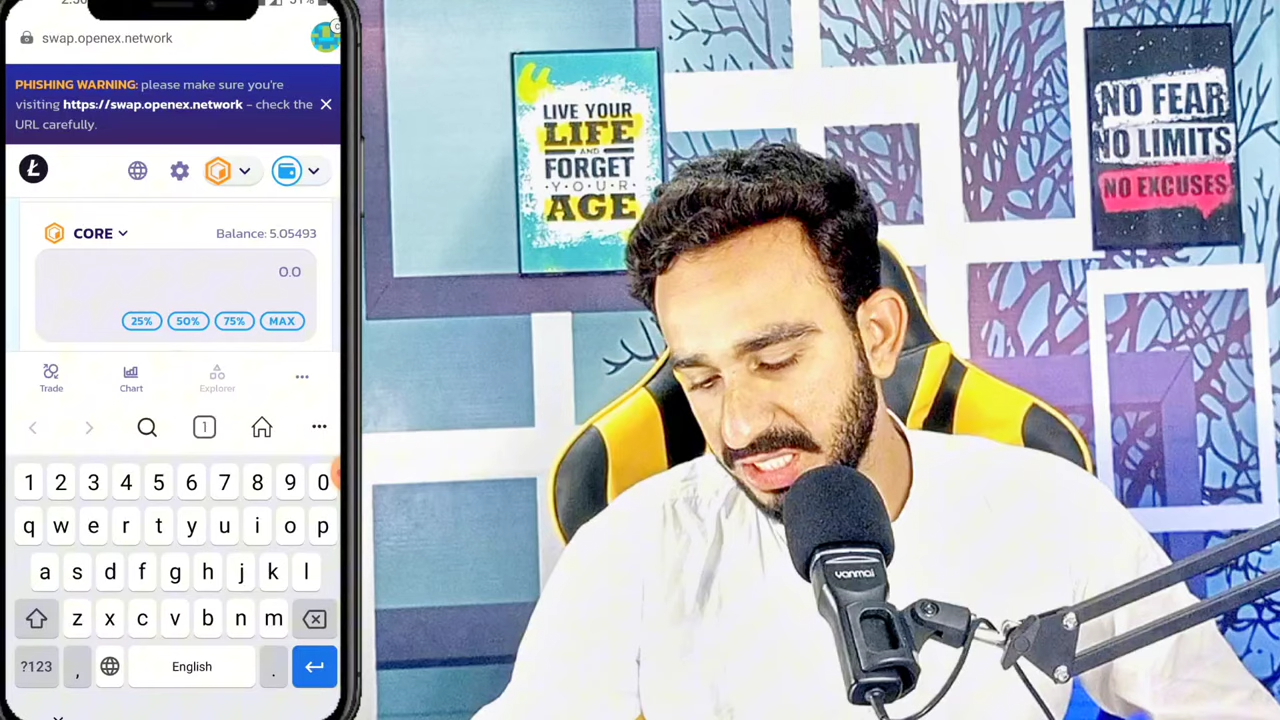 swap.openex.network
PHISHING WARNING: please make sure you're
visiting https://swap.openex.network - check the
URL carefully.
CORE
Balance: 5.05493
0.0
25% 50% 75% MAX
Trade Chart Explorer
1
1 2 3 4 5 6 7 8 9 0
q w e r t y u i o p
a s d f g h j k l
z x c v b n m
?123 , English .
LIVE YOUR
LIFE
AND
FORGET
·Y·O·U·R·
AGE
NO FEAR
NO LIMITS
NO EXCUSES
yanmai